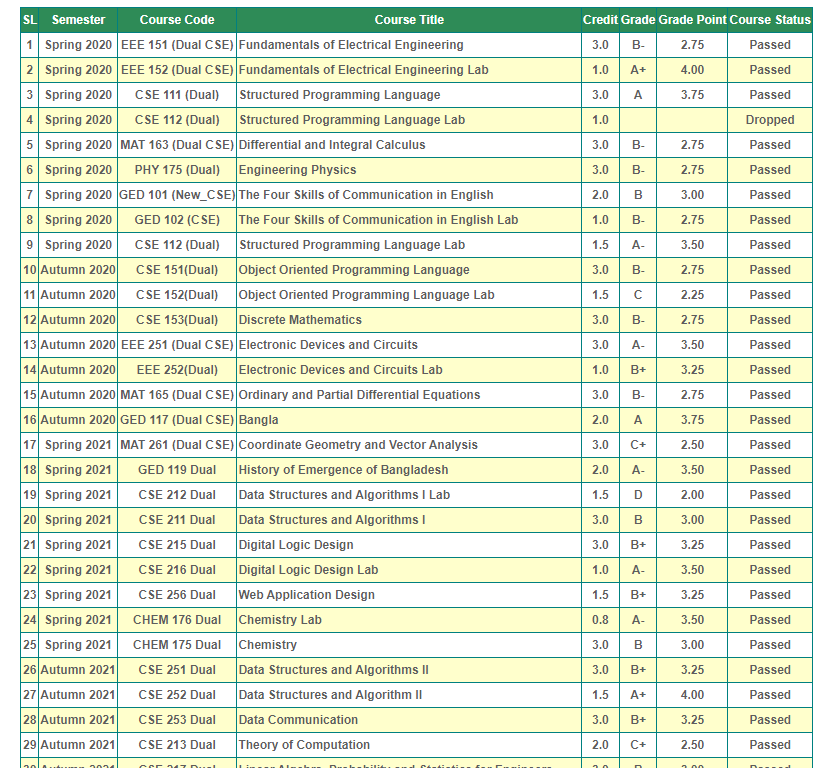 SL Semester Course Code Course Title Credit Grade Grade Point Course Status
1 Spring 2020 EEE 151 (Dual CSE) Fundamentals of Electrical Engineering 3.0 B- 2.75 Passed
2 Spring 2020 EEE 152 (Dual CSE) Fundamentals of Electrical Engineering Lab 1.0 A+ 4.00 Passed
3 Spring 2020 CSE 111 (Dual) Structured Programming Language 3.0 A 3.75 Passed
4 Spring 2020 CSE 112 (Dual) Structured Programming Language Lab 1.0 Dropped
5 Spring 2020 MAT 163 (Dual CSE) Differential and Integral Calculus 3.0 B- 2.75 Passed
6 Spring 2020 PHY 175 (Dual) Engineering Physics 3.0 B- 2.75 Passed
7 Spring 2020 GED 101 (New_CSE) The Four Skills of Communication in English 2.0 B 3.00 Passed
8 Spring 2020 GED 102 (CSE) The Four Skills of Communication in English Lab 1.0 B- 2.75 Passed
9 Spring 2020 CSE 112 (Dual) Structured Programming Language Lab 1.5 A- 3.50 Passed
10 Autumn 2020 CSE 151(Dual) Object Oriented Programming Language 3.0 B- 2.75 Passed
11 Autumn 2020 CSE 152(Dual) Object Oriented Programming Language Lab 1.5 C 2.25 Passed
12 Autumn 2020 CSE 153(Dual) Discrete Mathematics 3.0 B- 2.75 Passed
13 Autumn 2020 EEE 251 (Dual CSE) Electronic Devices and Circuits 3.0 A- 3.50 Passed
14 Autumn 2020 EEE 252(Dual) Electronic Devices and Circuits Lab 1.0 B+ 3.25 Passed
15 Autumn 2020 MAT 165 (Dual CSE) Ordinary and Partial Differential Equations 3.0 B- 2.75 Passed
16 Autumn 2020 GED 117 (Dual CSE) Bangla 2.0 A 3.75 Passed
17 Spring 2021 MAT 261 (Dual CSE) Coordinate Geometry and Vector Analysis 3.0 C+ 2.50 Passed
18 Spring 2021 GED 119 Dual History of Emergence of Bangladesh 2.0 A- 3.50 Passed
19 Spring 2021 CSE 212 Dual Data Structures and Algorithms I Lab 1.5 D 2.00 Passed
20 Spring 2021 CSE 211 Dual Data Structures and Algorithms I 3.0 B 3.00 Passed
21 Spring 2021 CSE 215 Dual Digital Logic Design 3.0 B+ 3.25 Passed
22 Spring 2021 CSE 216 Dual Digital Logic Design Lab 1.0 A- 3.50 Passed
23 Spring 2021 CSE 256 Dual Web Application Design 1.5 B+ 3.25 Passed
24 Spring 2021 CHEM 176 Dual Chemistry Lab 0.8 A- 3.50 Passed
25 Spring 2021 CHEM 175 Dual Chemistry 3.0 B 3.00 Passed
26 Autumn 2021 CSE 251 Dual Data Structures and Algorithms II 3.0 B+ 3.25 Passed
27 Autumn 2021 CSE 252 Dual Data Structures and Algorithm II 1.5 A+ 4.00 Passed
28 Autumn 2021 CSE 253 Dual Data Communication 3.0 B+ 3.25 Passed
29 Autumn 2021 CSE 213 Dual Theory of Computation 2.0 C+ 2.50 Passed